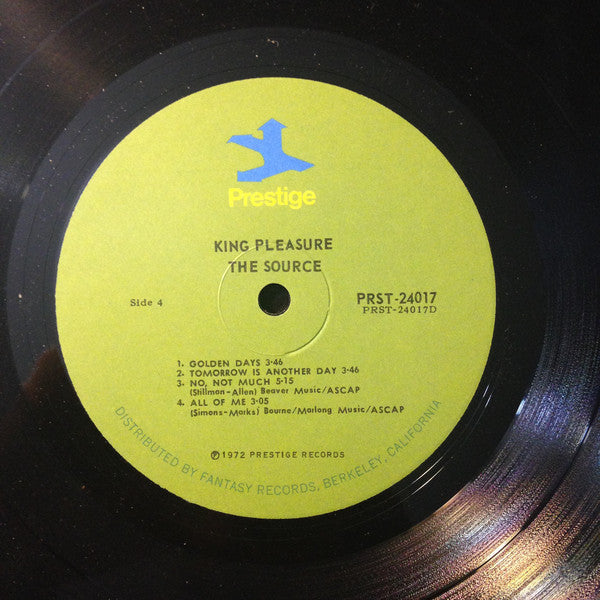 Prestige
KING PLEASURE
THE SOURCE
Side 4
PRST-24017
PRST-24017D
1. GOLDEN DAYS 3·46
2. TOMORROW IS ANOTHER DAY 3·46
3. NO, NOT MUCH 5·15
(Stillman-Allen) Beaver Music/ASCAP
4. ALL OF ME 3·05
(Simons-Marks) Bourne/Marlong Music/ASCAP
℗ 1972 PRESTIGE RECORDS
DISTRIBUTED BY FANTASY RECORDS, BERKELEY, CALIFORNIA